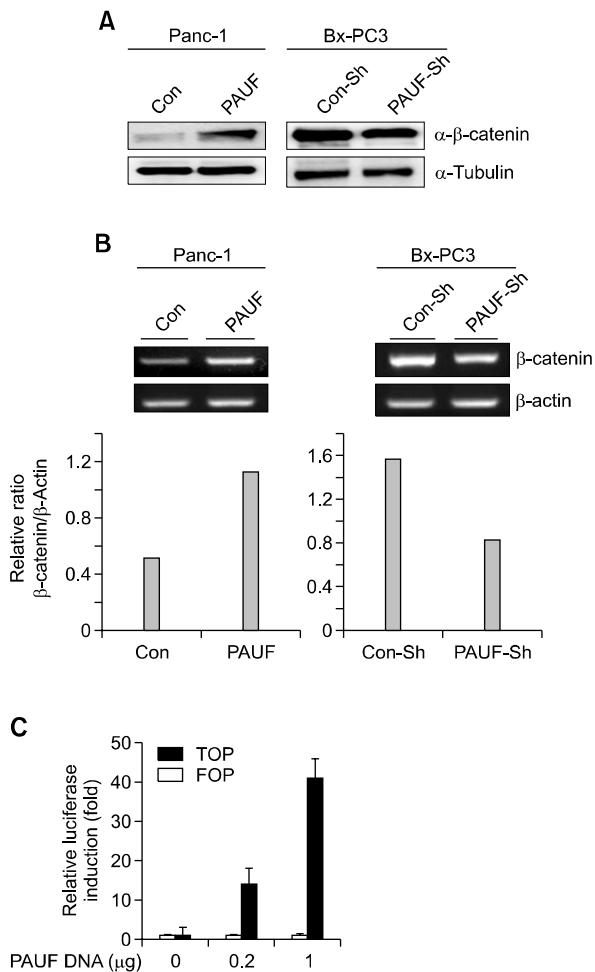 A
Panc-1
Bx-PC3
Con
PAUF
Con-Sh
PAUF-Sh
α-β-catenin
α-Tubulin
B
Panc-1
Bx-PC3
Con
PAUF
Con-Sh
PAUF-Sh
β-catenin
β-actin
Relative ratio
β-catenin/β-Actin
1.2
0.8
0.4
0
Con
PAUF
1.6
1.2
0.8
0.4
0
Con-Sh
PAUF-Sh
C
Relative luciferase
induction (fold)
50
40
30
20
10
0
TOP
FOP
PAUF DNA (μg)
0
0.2
1